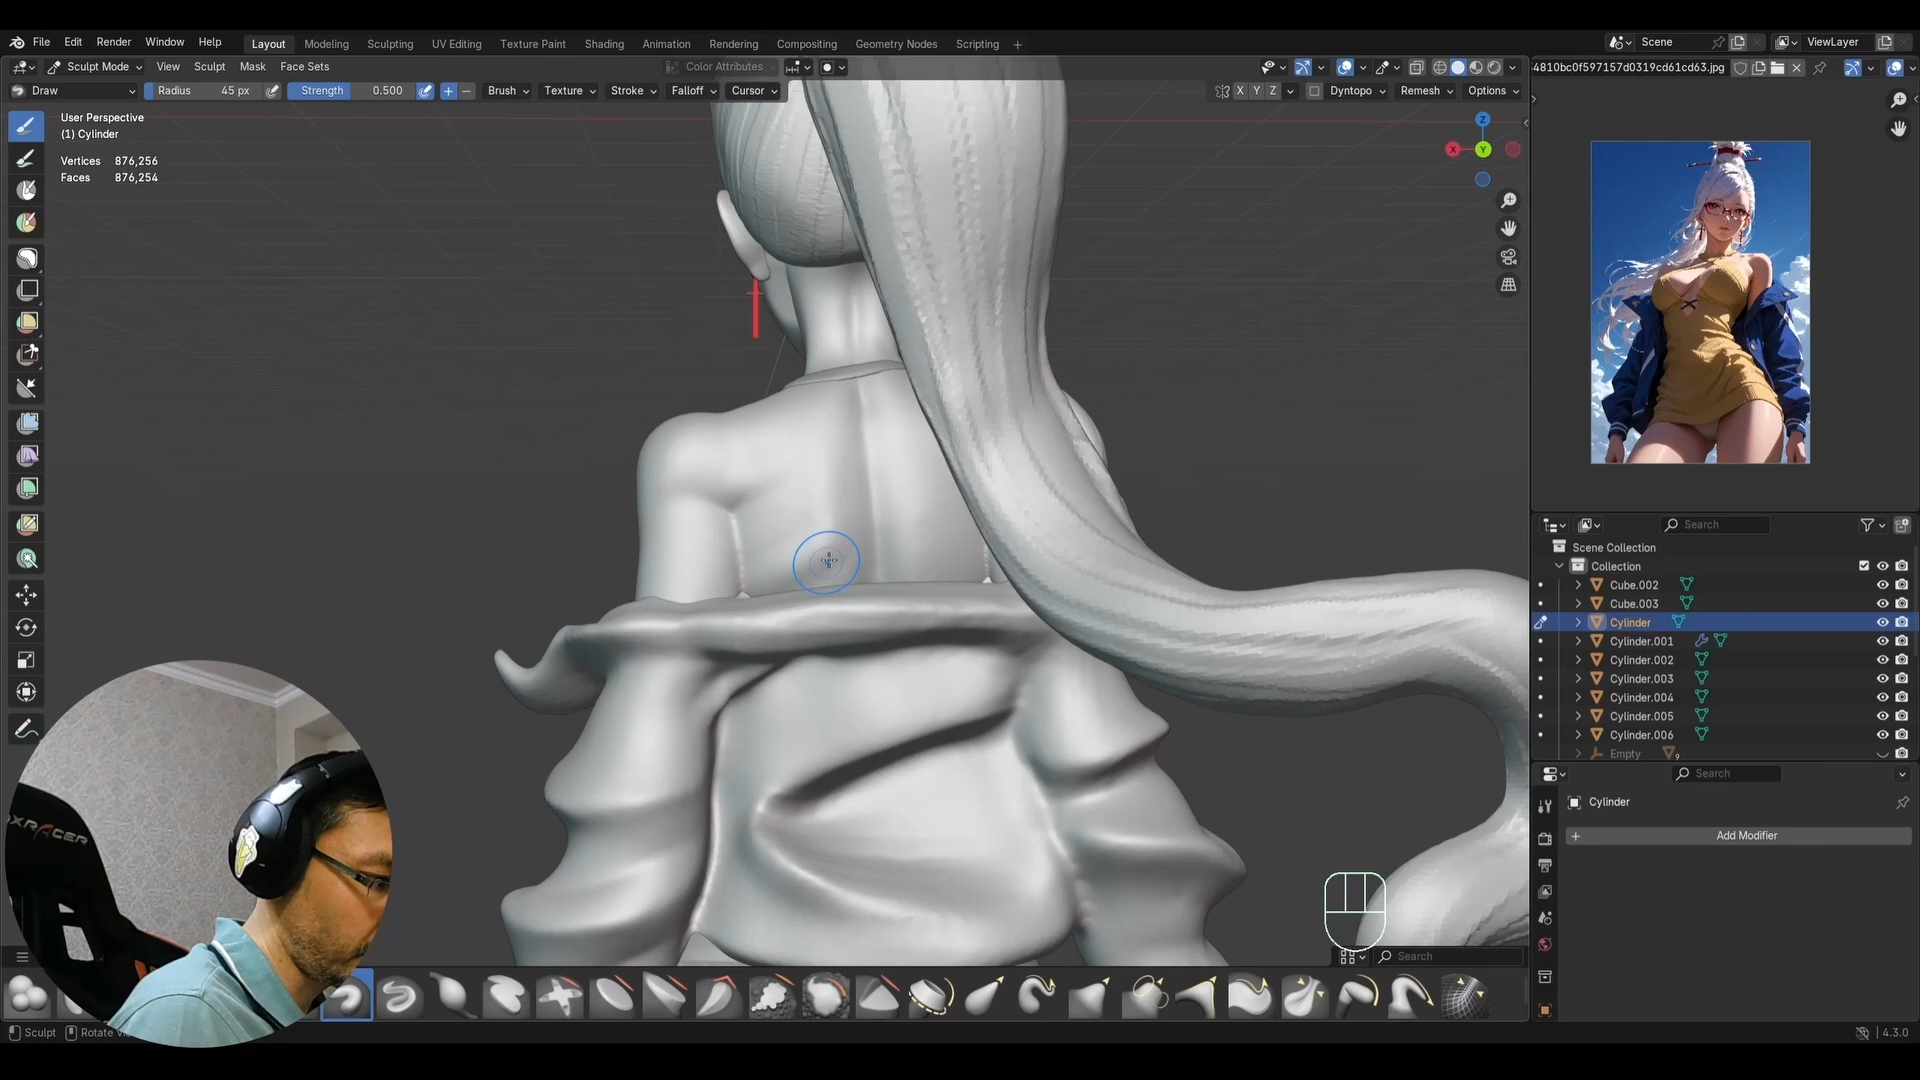 File Edit Render Window Help Layout Modeling Sculpting UV Editing Texture Paint Shading Animation Rendering Compositing Geometry Nodes Scripting + Scene ViewLayer
Sculpt Mode View Sculpt Mask Face Sets Color Attributes 4810bc0f597157d0319cd61cd63.jpg
Draw Radius 45 px Strength 0.500 Brush Texture Stroke Falloff Cursor X Y Z Dyntopo Remesh Options
User Perspective
(1) Cylinder
Vertices 876,256
Faces 876,254
Z
X
Y
Search
Scene Collection
Collection
Cube.002
Cube.003
Cylinder
Cylinder.001
Cylinder.002
Cylinder.003
Cylinder.004
Cylinder.005
Cylinder.006
Empty
Search
Cylinder
Add Modifier
DXRACER
Search
Sculpt Rotate Vi
4.3.0